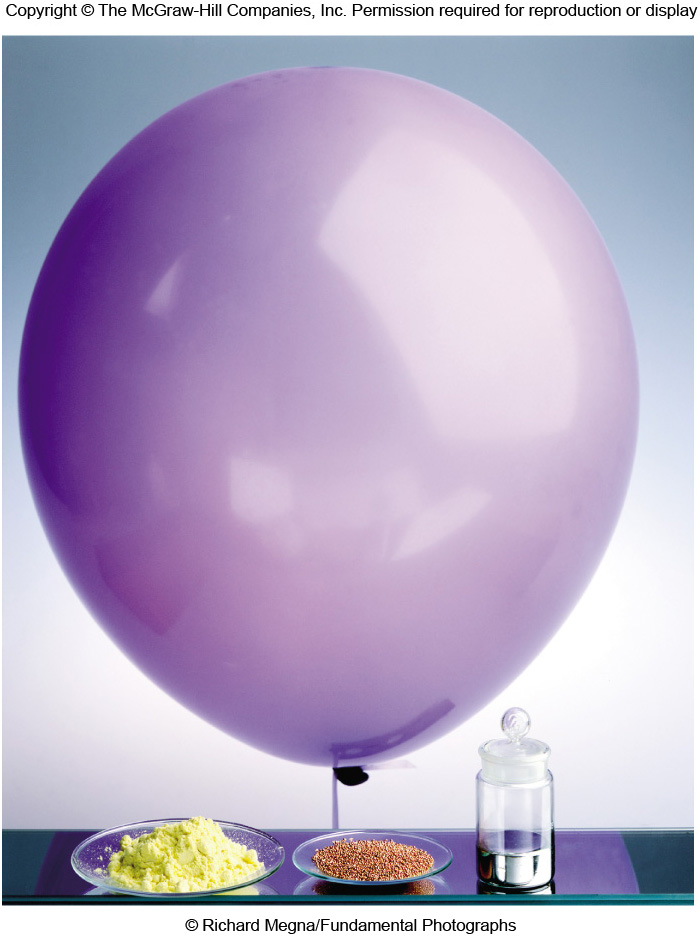 Copyright © The McGraw-Hill Companies, Inc. Permission required for reproduction or display
© Richard Megna/Fundamental Photographs